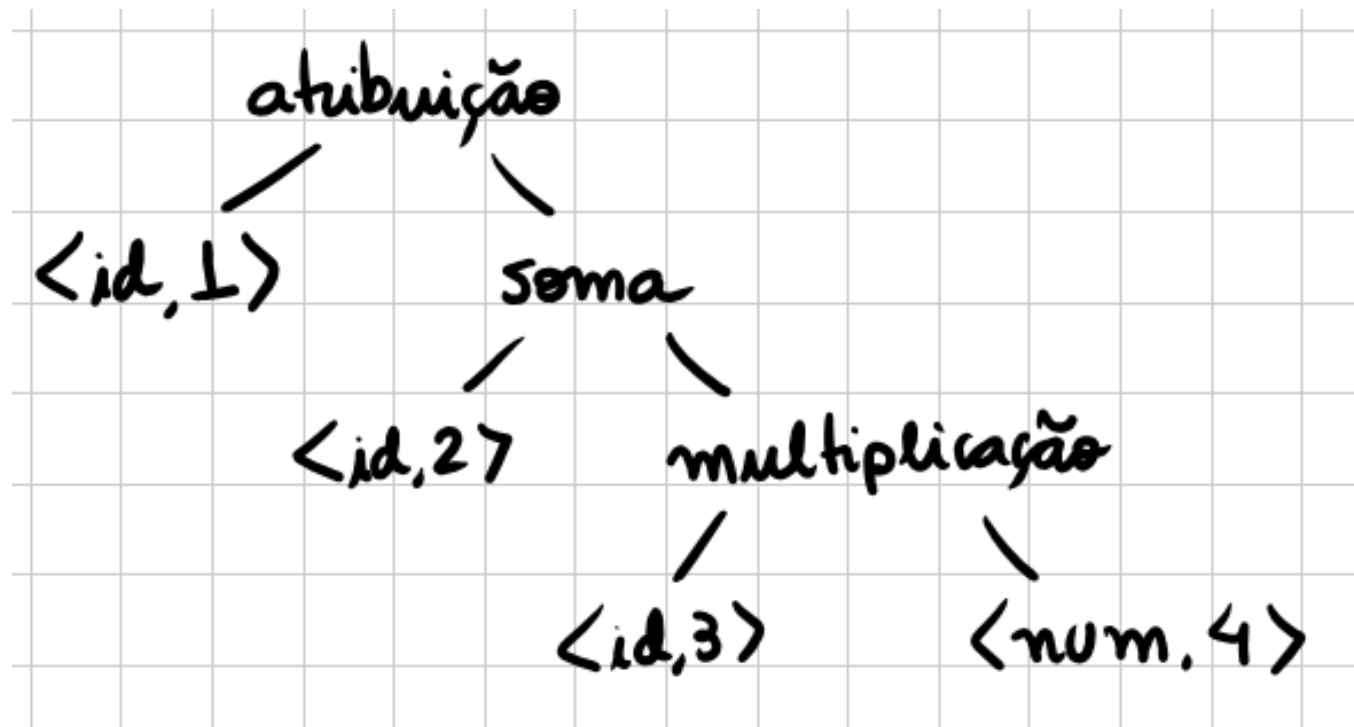 atribuição
<id, 1>
soma
<id, 2>
multiplicação
<id, 3>
<num, 4>